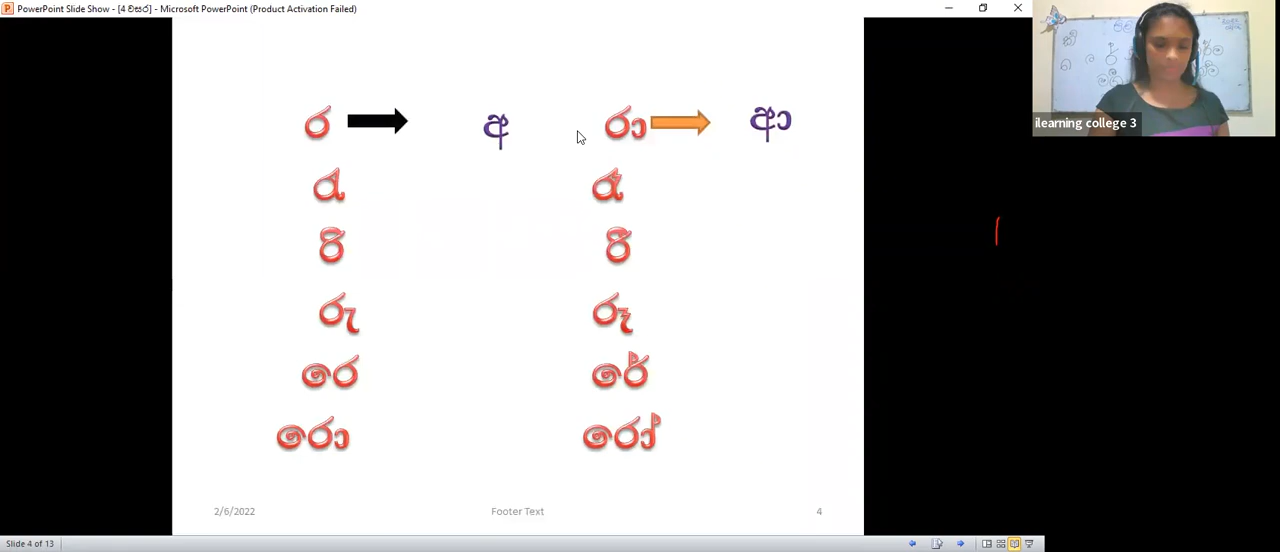 PowerPoint Slide Show - [4 වසර] - Microsoft PowerPoint (Product Activation Failed)
ර අ රා ආ
රැ රෑ
රි රී
රු රූ
රෙ රේ
රො රෝ
2/6/2022 Footer Text 4
Slide 4 of 13
ilearning college 3